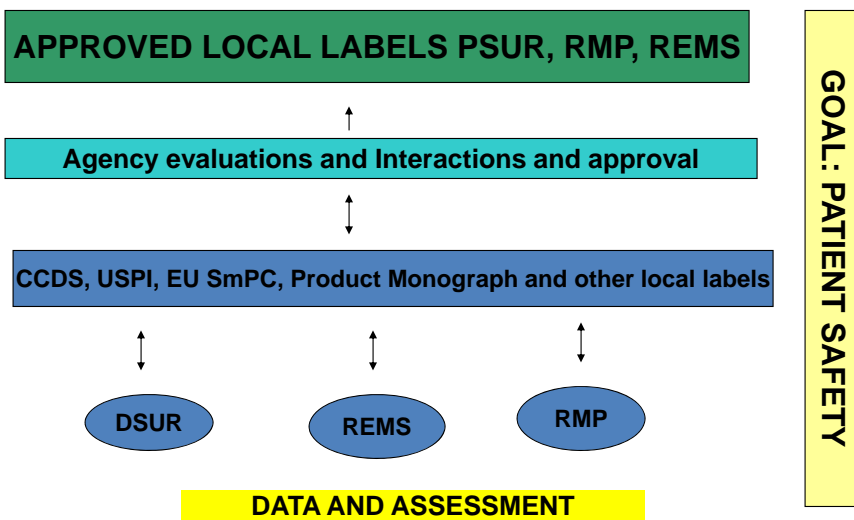 APPROVED LOCAL LABELS PSUR, RMP, REMS
Agency evaluations and Interactions and approval
CCDS, USPI, EU SmPC, Product Monograph and other local labels
DSUR
REMS
RMP
DATA AND ASSESSMENT
GOAL: PATIENT SAFETY